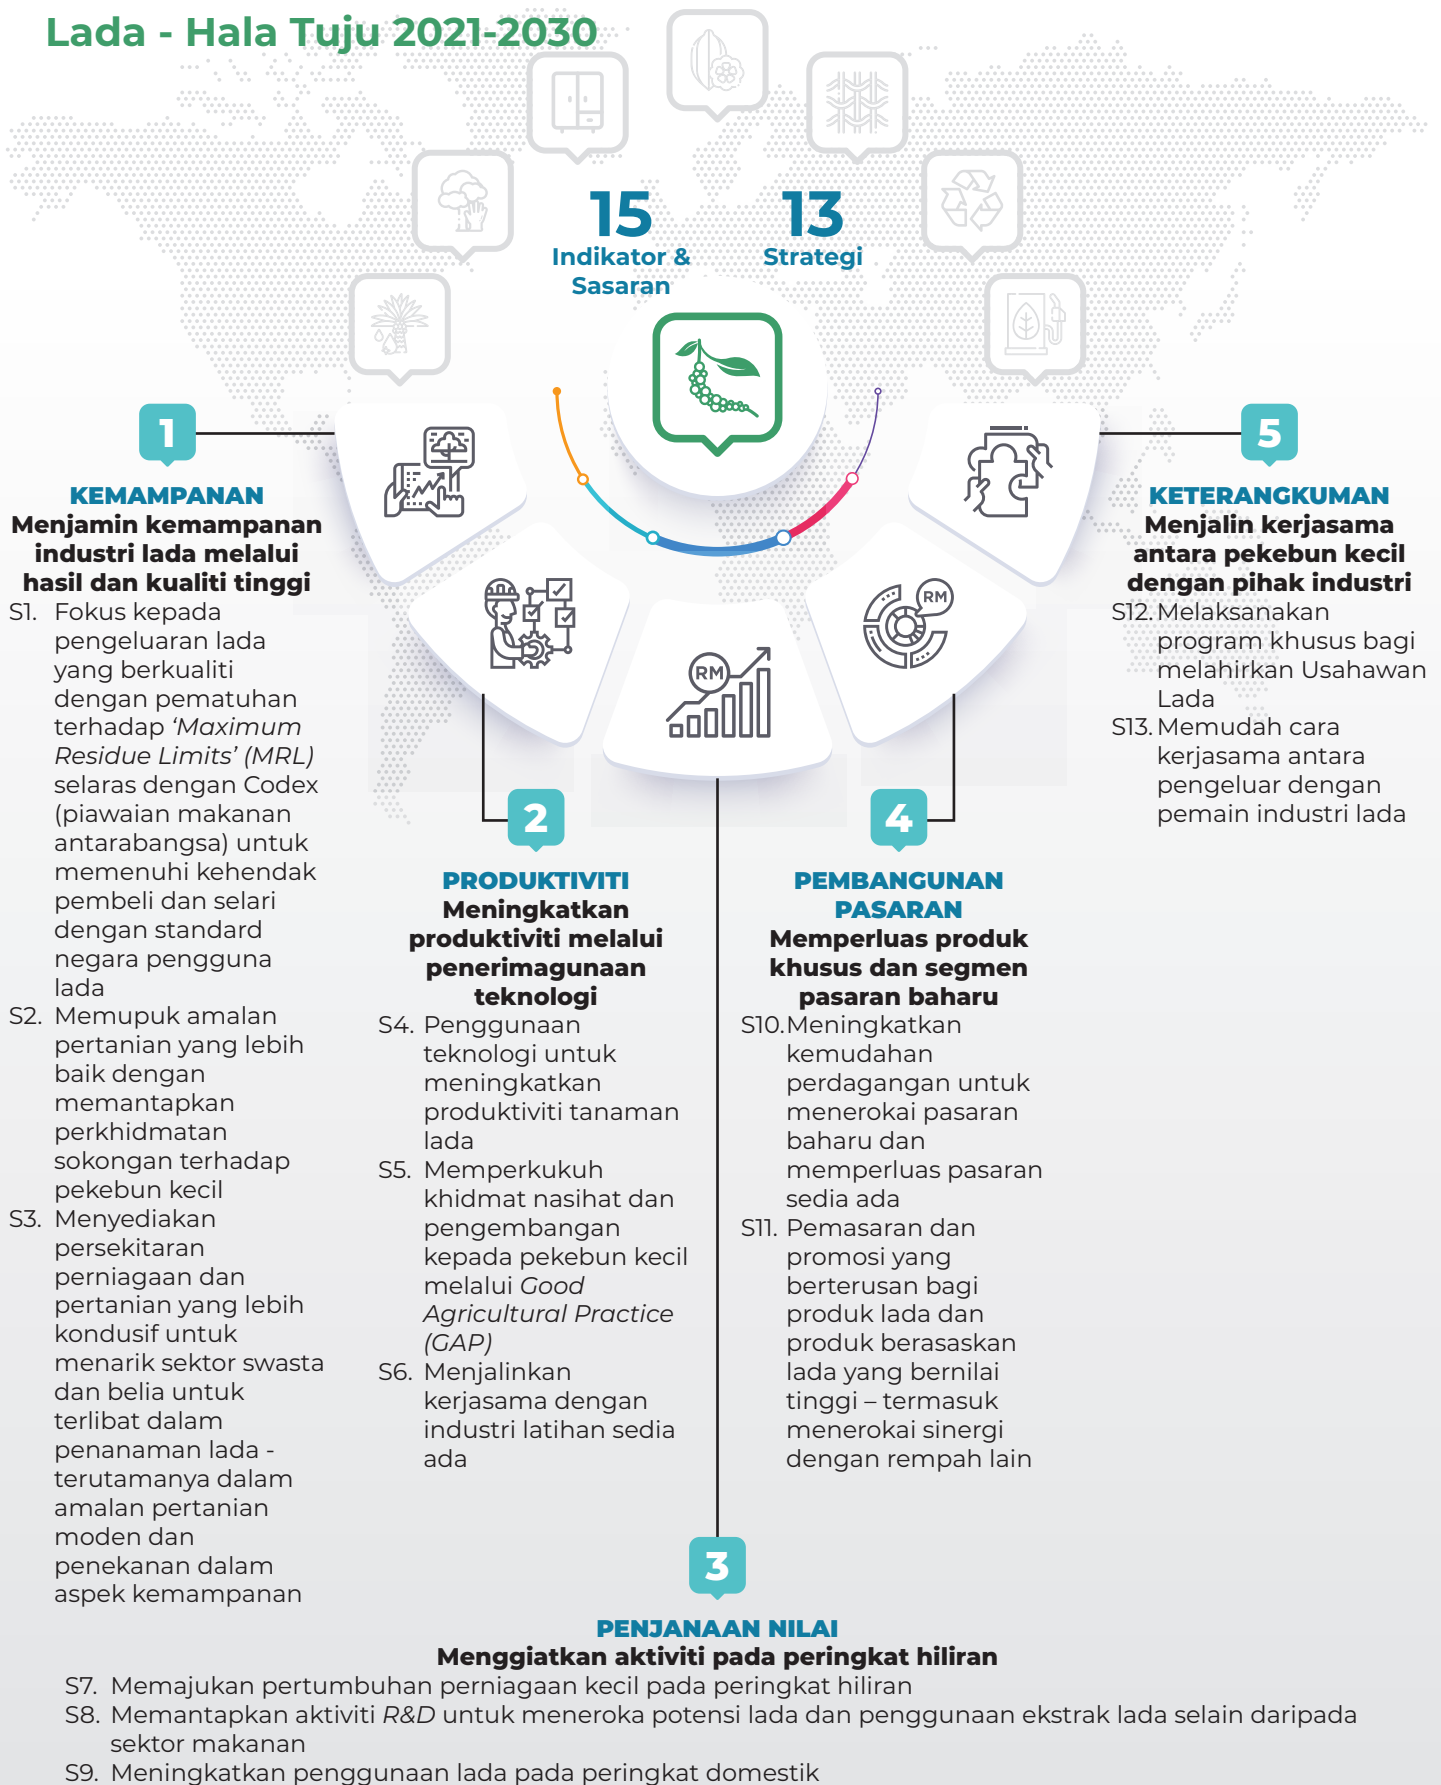 Lada - Hala Tuju 2021-2030
15
Indikator &
Sasaran
13
Strategi
1
KEMAMPANAN
Menjamin kemampanan
industri lada melalui
hasil dan kualiti tinggi
S1. Fokus kepada
pengeluaran lada
yang berkualiti
dengan pematuhan
terhadap ‘Maximum
Residue Limits’ (MRL)
selaras dengan Codex
(piawaian makanan
antarabangsa) untuk
memenuhi kehendak
pembeli dan selari
dengan standard
negara pengguna
lada
S2. Memupuk amalan
pertanian yang lebih
baik dengan
memantapkan
perkhidmatan
sokongan terhadap
pekebun kecil
S3. Menyediakan
persekitaran
perniagaan dan
pertanian yang lebih
kondusif untuk
menarik sektor swasta
dan belia untuk
terlibat dalam
penanaman lada -
terutamanya dalam
amalan pertanian
moden dan
penekanan dalam
aspek kemampanan
2
PRODUKTIVITI
Meningkatkan
produktiviti melalui
penerimagunaan
teknologi
S4. Penggunaan
teknologi untuk
meningkatkan
produktiviti tanaman
lada
S5. Memperkukuh
khidmat nasihat dan
pengembangan
kepada pekebun kecil
melalui Good
Agricultural Practice
(GAP)
S6. Menjalinkan
kerjasama dengan
industri latihan sedia
ada
RM
3
PENJANAAN NILAI
Menggiatkan aktiviti pada peringkat hiliran
S7. Memajukan pertumbuhan perniagaan kecil pada peringkat hiliran
S8. Memantapkan aktiviti R&D untuk meneroka potensi lada dan penggunaan ekstrak lada selain daripada
sektor makanan
S9. Meningkatkan penggunaan lada pada peringkat domestik
RM
4
PEMBANGUNAN
PASARAN
Memperluas produk
khusus dan segmen
pasaran baharu
S10. Meningkatkan
kemudahan
perdagangan untuk
menerokai pasaran
baharu dan
memperluas pasaran
sedia ada
S11. Pemasaran dan
promosi yang
berterusan bagi
produk lada dan
produk berasaskan
lada yang bernilai
tinggi – termasuk
menerokai sinergi
dengan rempah lain
5
KETERANGKUMAN
Menjalin kerjasama
antara pekebun kecil
dengan pihak industri
S12. Melaksanakan
program khusus bagi
melahirkan Usahawan
Lada
S13. Memudah cara
kerjasama antara
pengeluar dengan
pemain industri lada